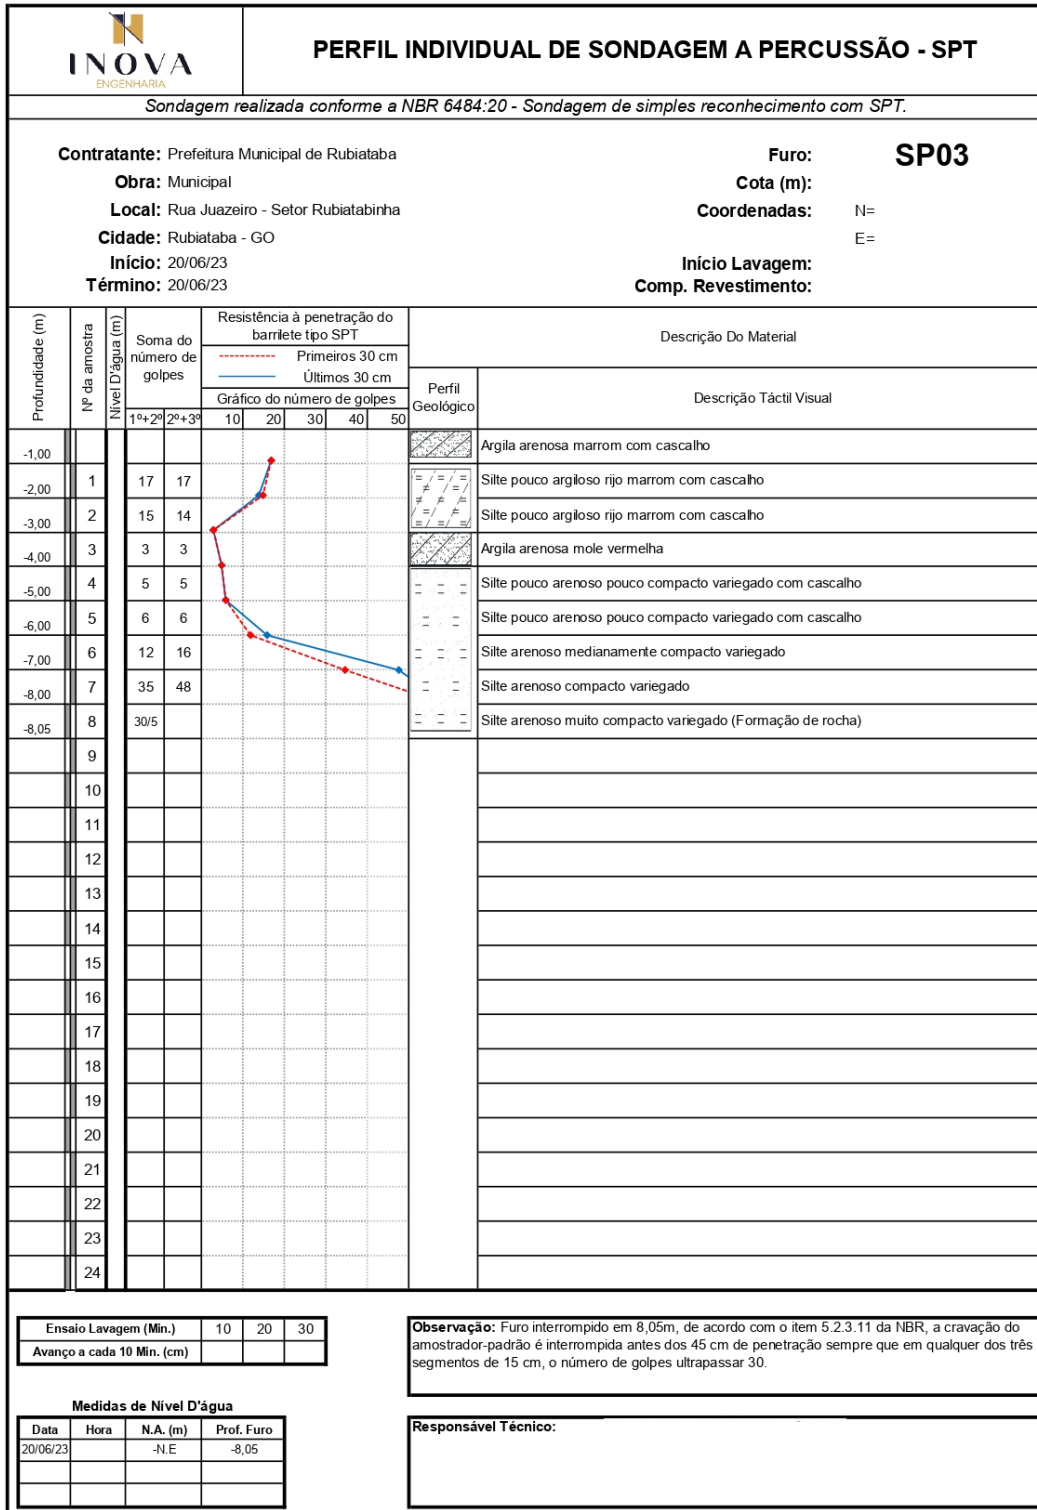 INOVA
ENGENHARIA
PERFIL INDIVIDUAL DE SONDAGEM A PERCUSSÃO - SPT
Sondagem realizada conforme a NBR 6484:20 - Sondagem de simples reconhecimento com SPT.
Contratante: Prefeitura Municipal de Rubiataba
Furo: SP03
Obra: Municipal
Cota (m):
Local: Rua Juazeiro - Setor Rubiatabinha
Coordenadas: N=
Cidade: Rubiataba - GO
E=
Início: 20/06/23
Início Lavagem:
Término: 20/06/23
Comp. Revestimento:
Profundidade (m)
Nº da amostra
Nível D'água (m)
Soma do
número de
golpes
1º+2º 2º+3º
Resistência à penetração do
barrilete tipo SPT
Primeiros 30 cm
Últimos 30 cm
Gráfico do número de golpes
10 20 30 40 50
Descrição Do Material
Perfil
Geológico
Descrição Táctil Visual
-1,00 Argila arenosa marrom com cascalho
-2,00 1 17 17 Silte pouco argiloso rijo marrom com cascalho
-3,00 2 15 14 Silte pouco argiloso rijo marrom com cascalho
-4,00 3 3 3 Argila arenosa mole vermelha
-5,00 4 5 5 Silte pouco arenoso pouco compacto variegado com cascalho
-6,00 5 6 6 Silte pouco arenoso pouco compacto variegado com cascalho
-7,00 6 12 16 Silte arenoso medianamente compacto variegado
-8,00 7 35 48 Silte arenoso compacto variegado
-8,05 8 30/5 Silte arenoso muito compacto variegado (Formação de rocha)
9
10
11
12
13
14
15
16
17
18
19
20
21
22
23
24
Ensaio Lavagem (Min.) 10 20 30
Avanço a cada 10 Min. (cm)
Observação: Furo interrompido em 8,05m, de acordo com o item 5.2.3.11 da NBR, a cravação do
amostrador-padrão é interrompida antes dos 45 cm de penetração sempre que em qualquer dos três
segmentos de 15 cm, o número de golpes ultrapassar 30.
Medidas de Nível D'água
Data Hora N.A. (m) Prof. Furo
20/06/23 -N.E -8,05
Responsável Técnico: